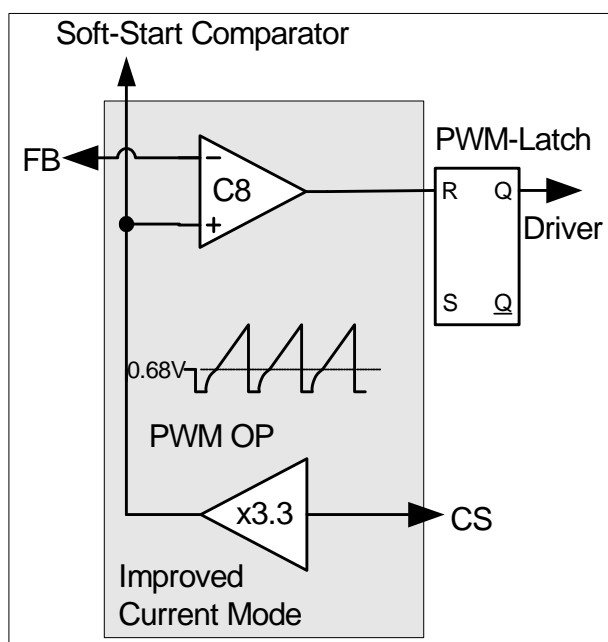 Soft-Start Comparator
FB
C8
PWM-Latch
R Q
Driver
S Q
0.68V
PWM OP
x3.3
CS
Improved
Current Mode